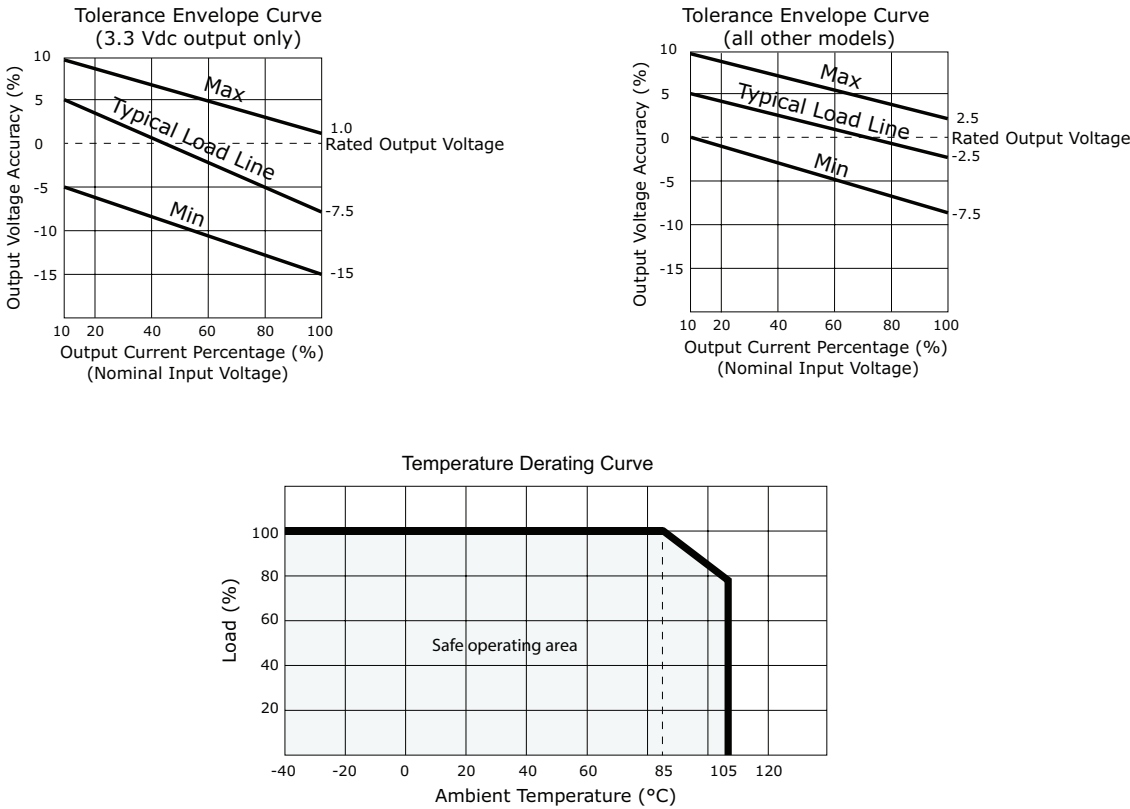 Tolerance Envelope Curve
(3.3 Vdc output only)
Output Voltage Accuracy (%)
10
5
0
-5
-10
-15
Max
Typical Load Line
Min
1.0
Rated Output Voltage
-7.5
-15
10 20 40 60 80 100
Output Current Percentage (%)
(Nominal Input Voltage)
Tolerance Envelope Curve
(all other models)
Output Voltage Accuracy (%)
10
5
0
-5
-10
-15
Max
Typical Load Line
Min
2.5
Rated Output Voltage
-2.5
-7.5
10 20 40 60 80 100
Output Current Percentage (%)
(Nominal Input Voltage)
Temperature Derating Curve
Load (%)
100
80
60
40
20
Safe operating area
-40 -20 0 20 40 60 85 105 120
Ambient Temperature (°C)